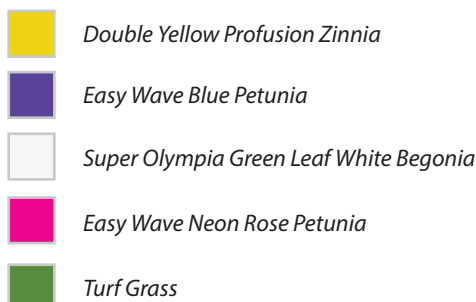 Double Yellow Profusion Zinnia
Easy Wave Blue Petunia
Super Olympia Green Leaf White Begonia
Easy Wave Neon Rose Petunia
Turf Grass